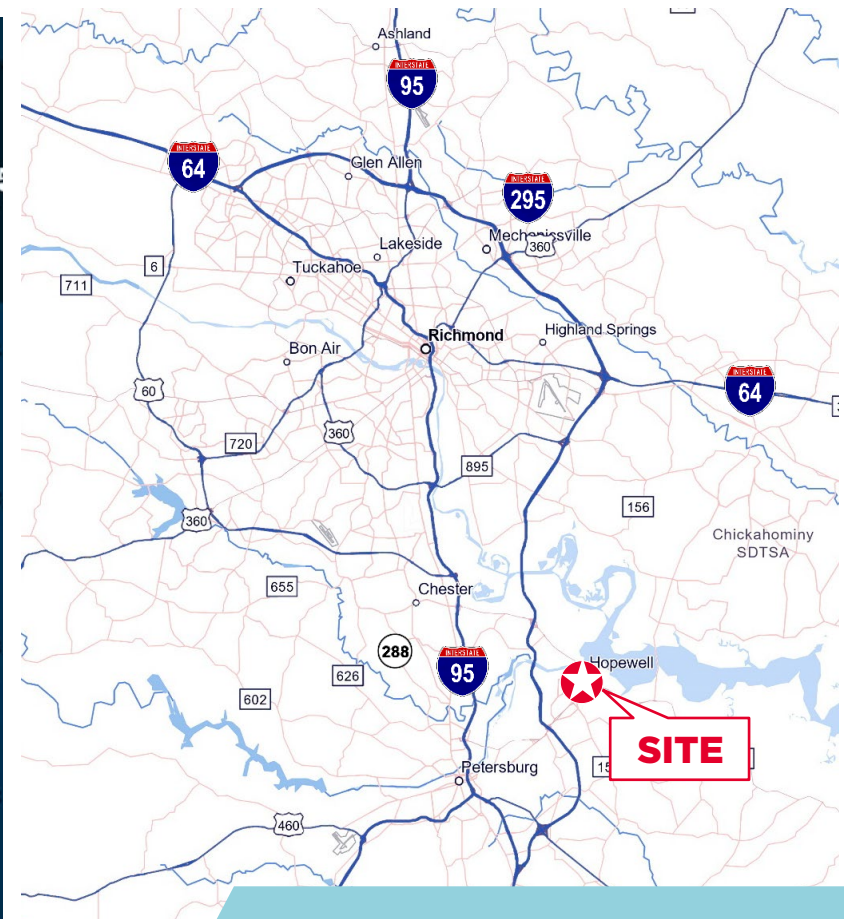 Ashland
INTERSTATE
95
INTERSTATE
64
Glen Allen
INTERSTATE
295
Mechanicsville
360
Lakeside
6
Tuckahoe
711
Richmond
Highland Springs
Bon Air
INTERSTATE
64
60
360
720
895
156
360
Chickahominy
SDTSA
655
Chester
288
INTERSTATE
95
Hopewell
626
602
SITE
15
Petersburg
460